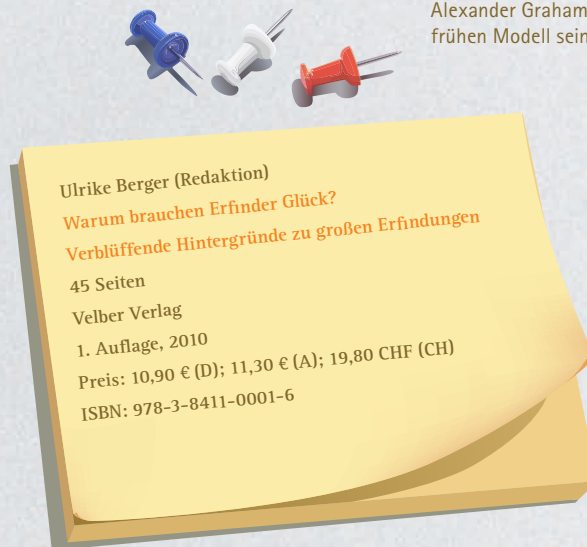 Alexander Graham
frühen Modell sein
Ulrike Berger (Redaktion)
Warum brauchen Erfinder Glück?
Verblüffende Hintergründe zu großen Erfindungen
45 Seiten
Velber Verlag
1. Auflage, 2010
Preis: 10,90 € (D); 11,30 € (A); 19,80 CHF (CH)
ISBN: 978-3-8411-0001-6